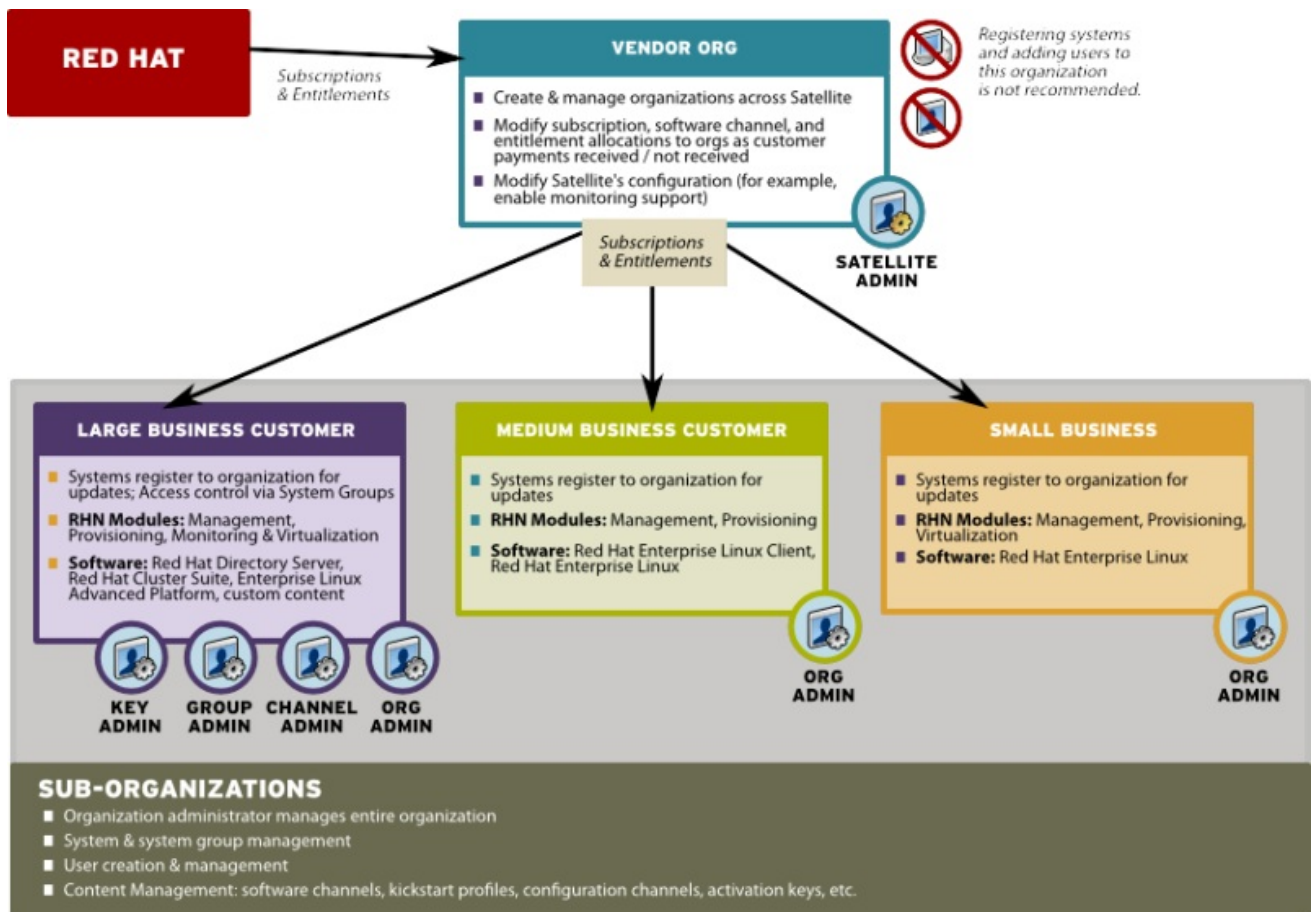 RED HAT
Subscriptions
& Entitlements
VENDOR ORG
Create & manage organizations across Satellite
Modify subscription, software channel, and
entitlement allocations to orgs as customer
payments received / not received
Modify Satellite's configuration (for example,
enable monitoring support)
Registering systems
and adding users to
this organization
is not recommended.
SATELLITE
ADMIN
Subscriptions
& Entitlements
LARGE BUSINESS CUSTOMER
Systems register to organization for
updates; Access control via System Groups
RHN Modules: Management,
Provisioning, Monitoring & Virtualization
Software: Red Hat Directory Server,
Red Hat Cluster Suite, Enterprise Linux
Advanced Platform, custom content
KEY
ADMIN
GROUP
ADMIN
CHANNEL
ADMIN
ORG
ADMIN
MEDIUM BUSINESS CUSTOMER
Systems register to organization for
updates
RHN Modules: Management, Provisioning
Software: Red Hat Enterprise Linux Client,
Red Hat Enterprise Linux
ORG
ADMIN
SMALL BUSINESS
Systems register to organization for
updates
RHN Modules: Management, Provisioning,
Virtualization
Software: Red Hat Enterprise Linux
ORG
ADMIN
SUB-ORGANIZATIONS
Organization administrator manages entire organization
System & system group management
User creation & management
Content Management: software channels, kickstart profiles, configuration channels, activation keys, etc.